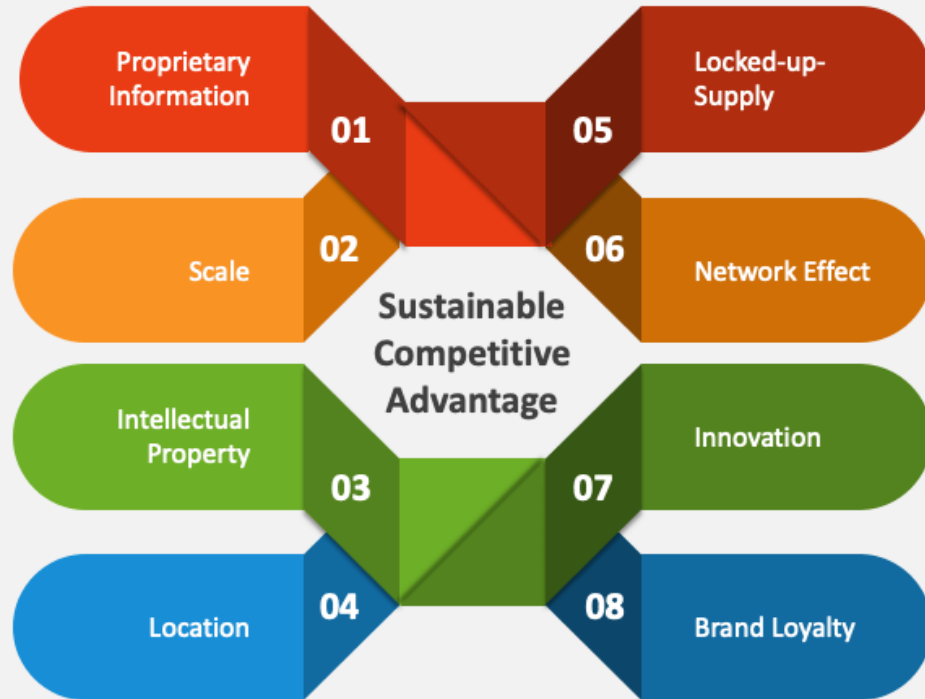 Proprietary
Information
01
Scale
02
Intellectual
Property
03
Location
04
Sustainable
Competitive
Advantage
05
Locked-up-
Supply
06
Network Effect
07
Innovation
08
Brand Loyalty